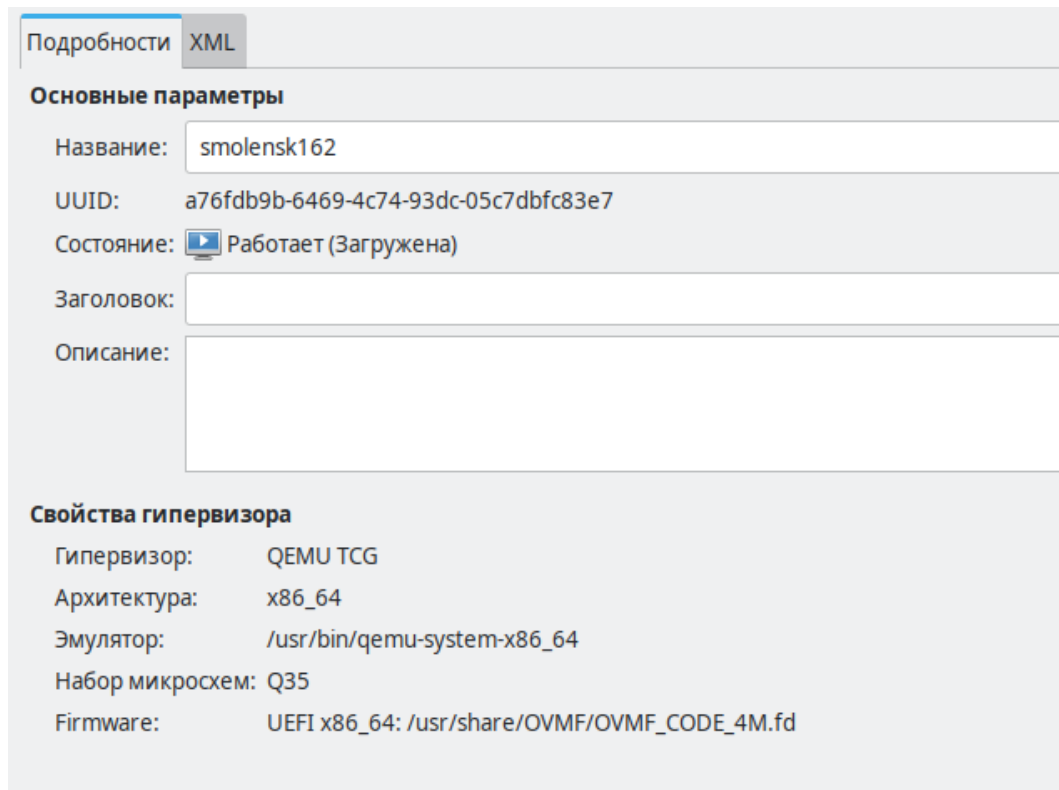 Подробности XML
Основные параметры
Название: smolensk162
UUID: a76fdb9b-6469-4c74-93dc-05c7dbfc83e7
Состояние: Работает (Загружена)
Заголовок:
Описание:
Свойства гипервизора
Гипервизор: QEMU TCG
Архитектура: x86_64
Эмулятор: /usr/bin/qemu-system-x86_64
Набор микросхем: Q35
Firmware: UEFI x86_64: /usr/share/OVMF/OVMF_CODE_4M.fd